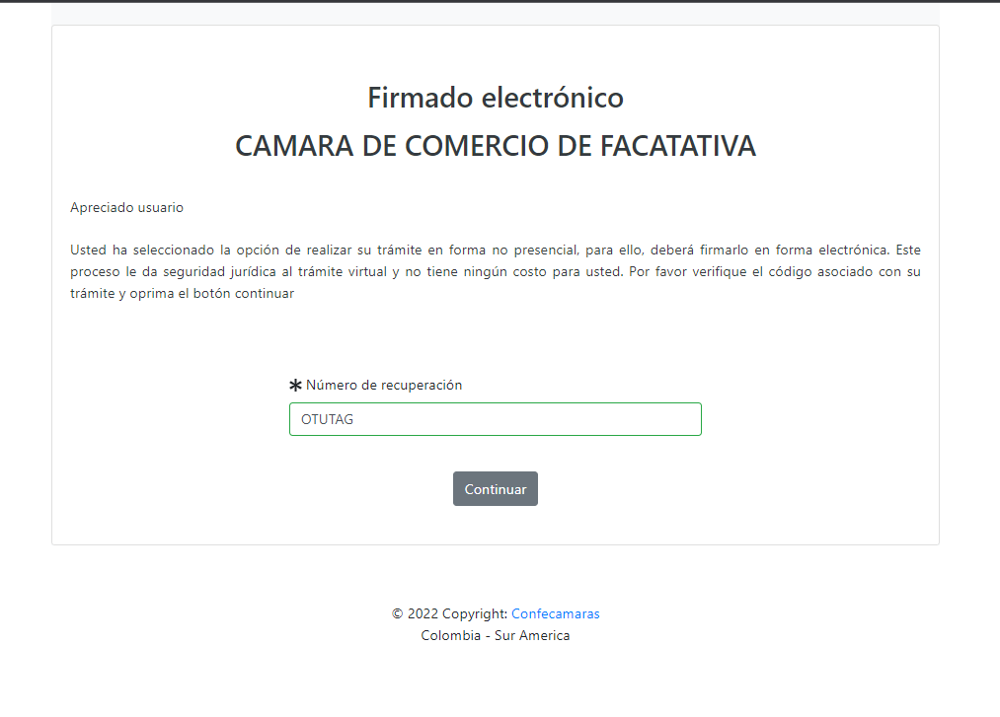 Firmado electrónico
CAMARA DE COMERCIO DE FACATATIVA
Apreciado usuario
Usted ha seleccionado la opción de realizar su trámite en forma no presencial, para ello, deberá firmarlo en forma electrónica. Este
proceso le da seguridad jurídica al trámite virtual y no tiene ningún costo para usted. Por favor verifique el código asociado con su
trámite y oprima el botón continuar
* Número de recuperación
OTUTAG
Continuar
© 2022 Copyright: Confecamaras
Colombia - Sur America